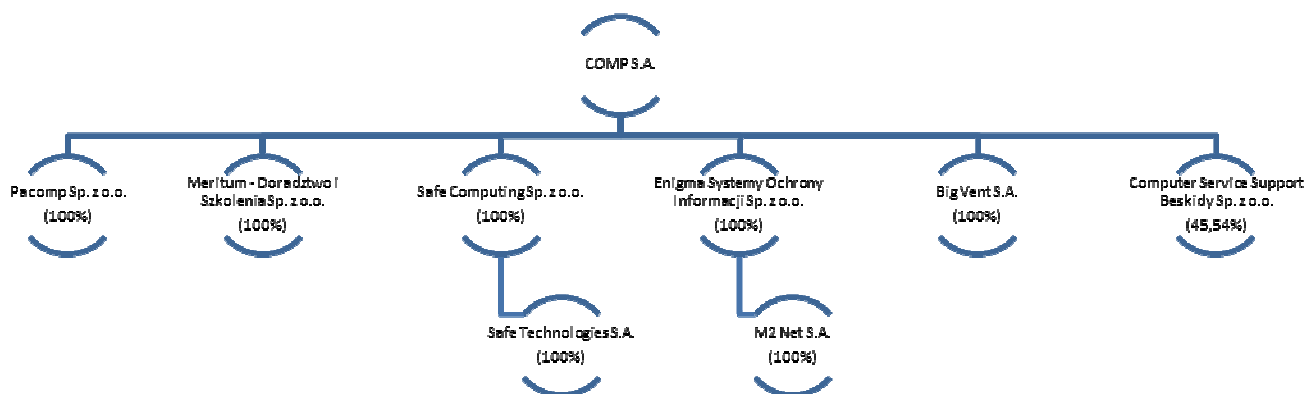 COMP S.A.
Pacomp Sp. z o.o.
(100%)
Meritum - Doradztwo i
Szkolenia Sp. z o.o.
(100%)
Safe Computing Sp. z o.o.
(100%)
Enigma Systemy Ochrony
Informacji Sp. z o.o.
(100%)
Big Vent S.A.
(100%)
Computer Service Support
Beskidy Sp. z o.o.
(45,54%)
Safe Technologies S.A.
(100%)
M2 Net S.A.
(100%)